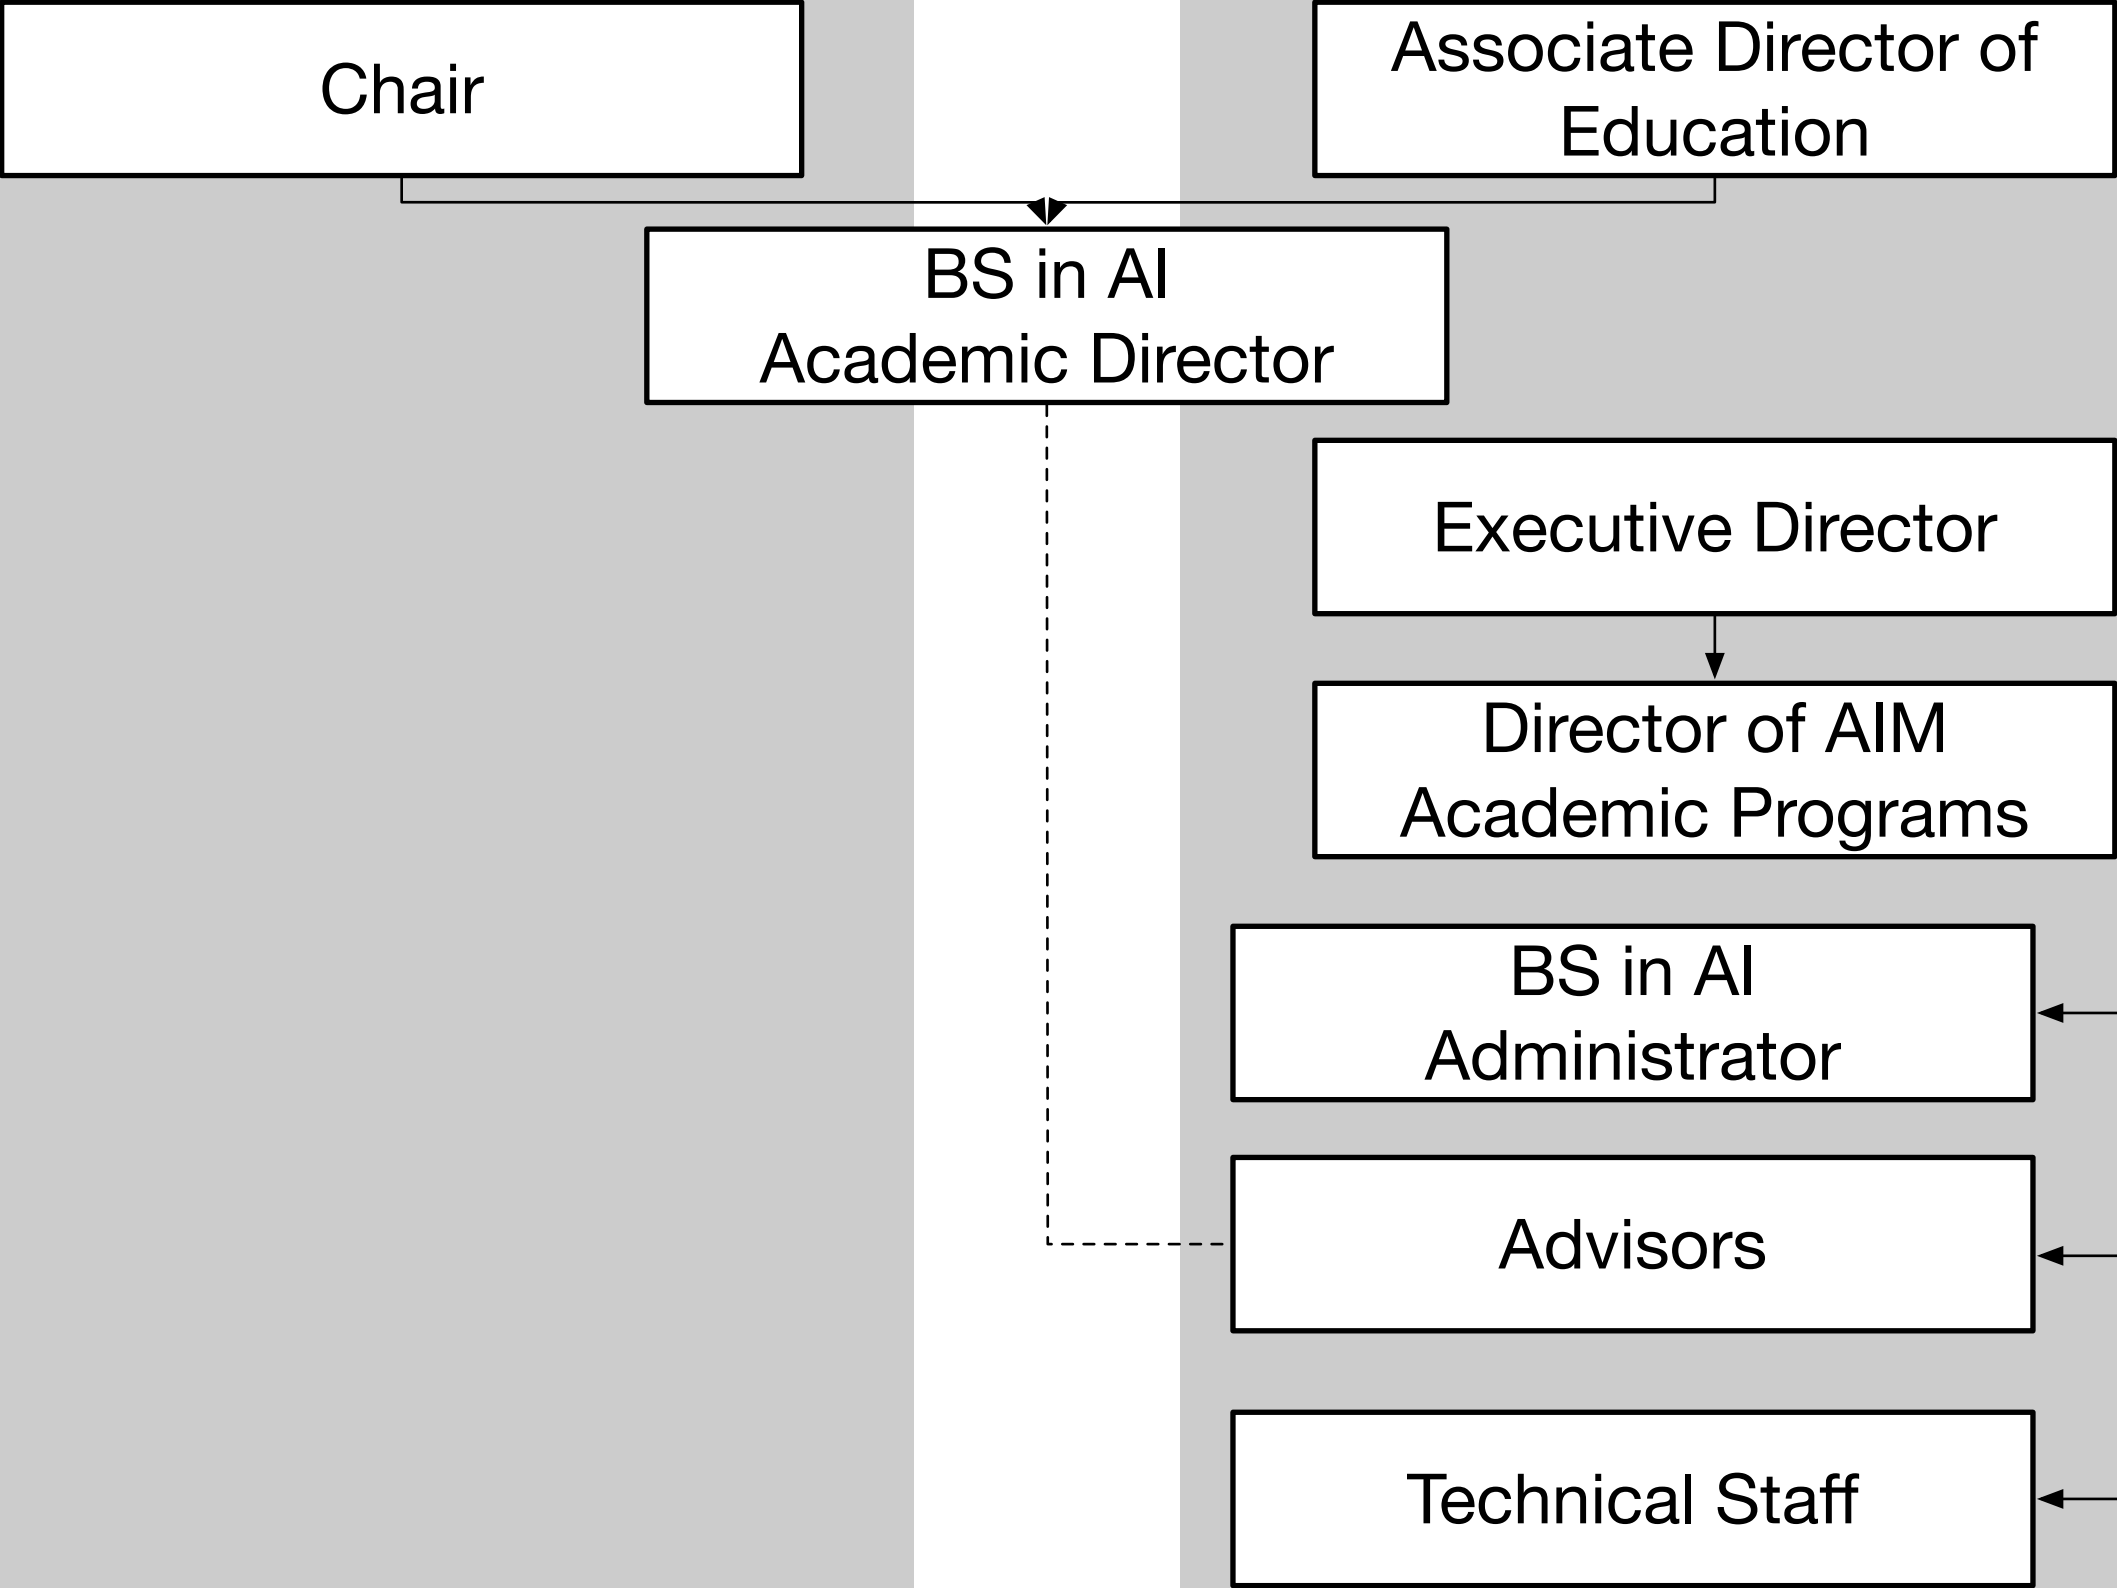 Chair
Associate Director of
Education
BS in AI
Academic Director
Executive Director
Director of AIM
Academic Programs
BS in AI
Administrator
Advisors
Technical Staff